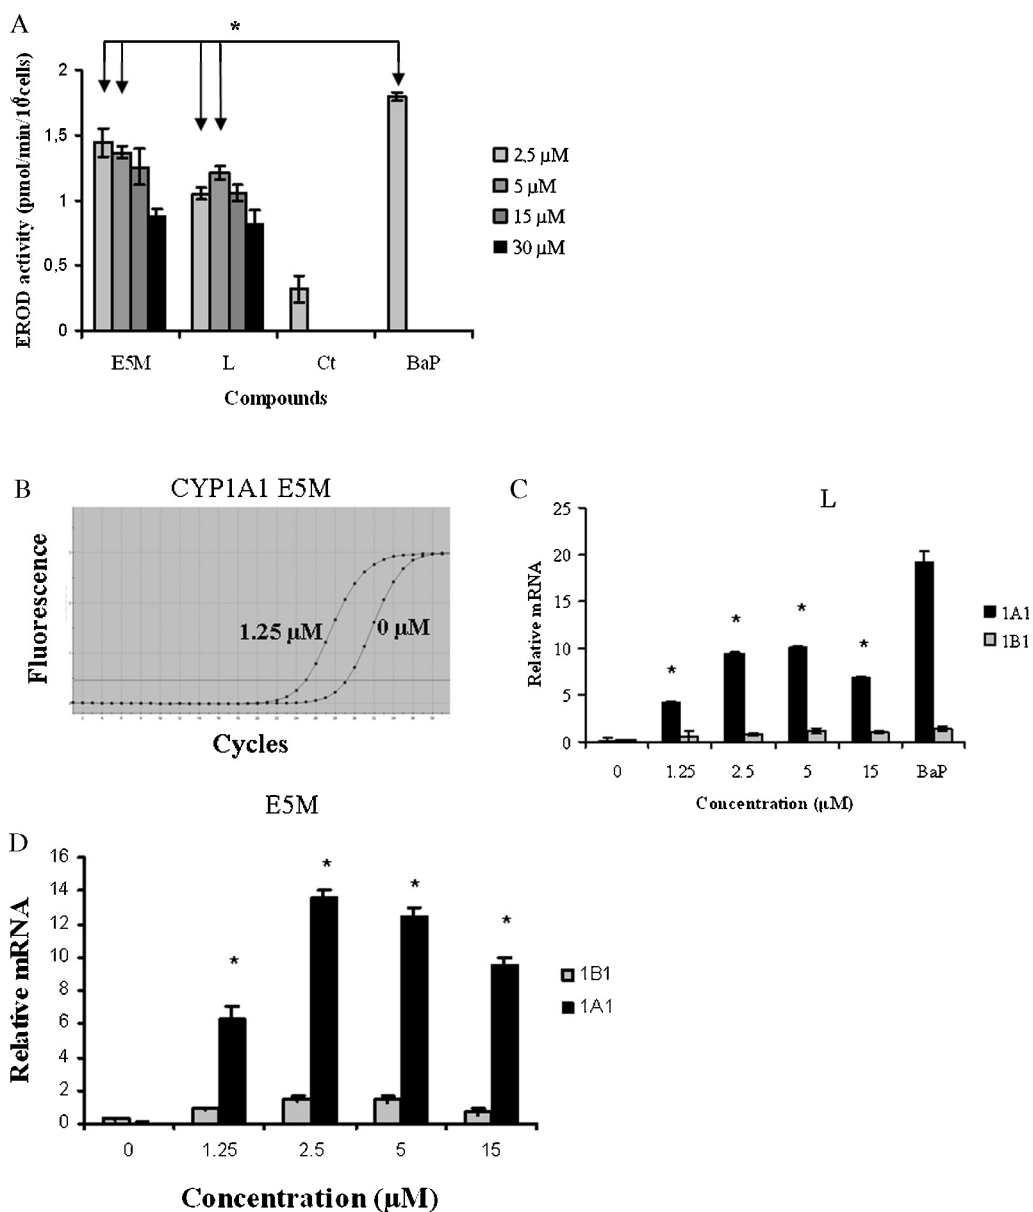 A
*
EROD activity (pmol/min/10⁶cells)
2
1,5
1
0,5
0
E5M L Ct BaP
Compounds
2,5 µM
5 µM
15 µM
30 µM
B
CYP1A1 E5M
Fluorescence
1.25 µM
0 µM
Cycles
C
L
Relative mRNA
25
20
15
10
5
0
* * * *
0 1.25 2.5 5 15 BaP
Concentration (µM)
1A1
1B1
E5M
D
Relative mRNA
16
14
12
10
8
6
4
2
0
* * * *
0 1.25 2.5 5 15
Concentration (µM)
1B1
1A1